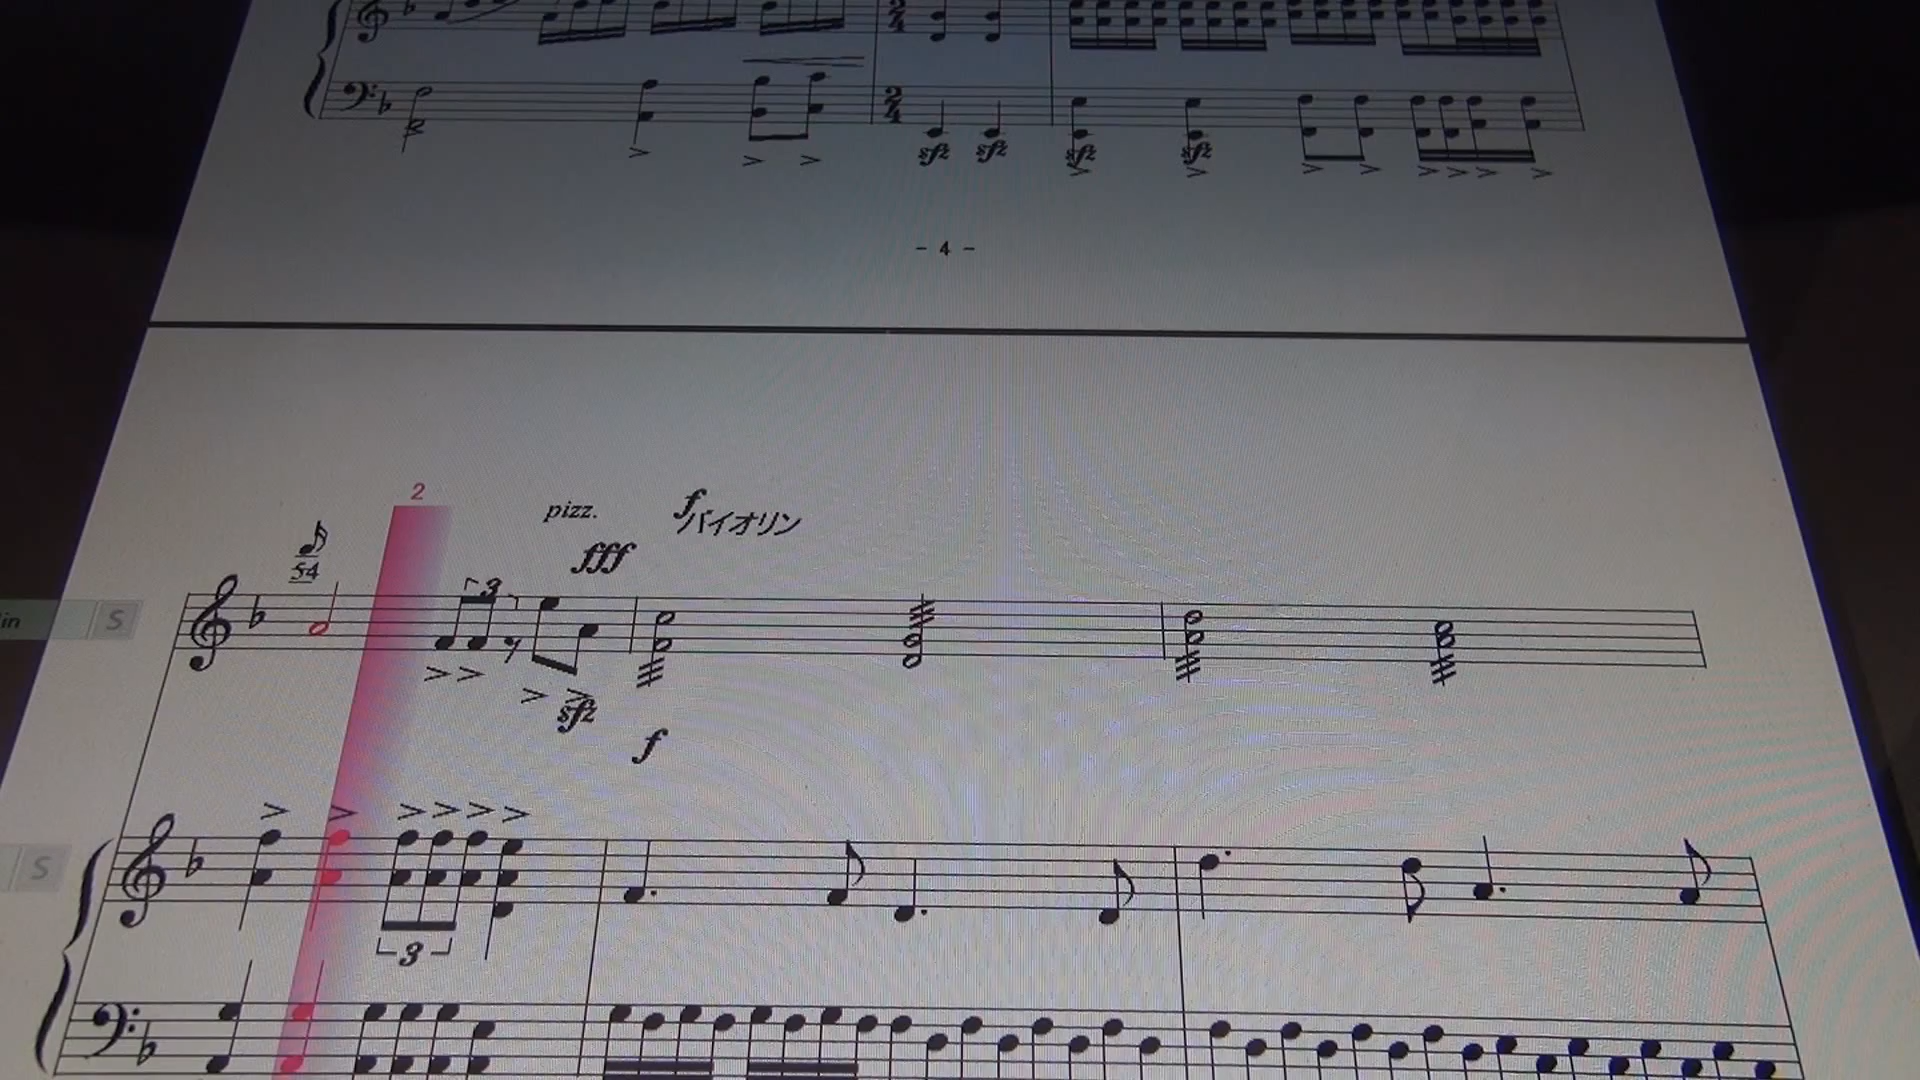 2
4
2
4
sfz sfz sfz sfz
- 4 -
2
pizz.
f
バイオリン
fff
54
3
in S
sfz
f
S
3